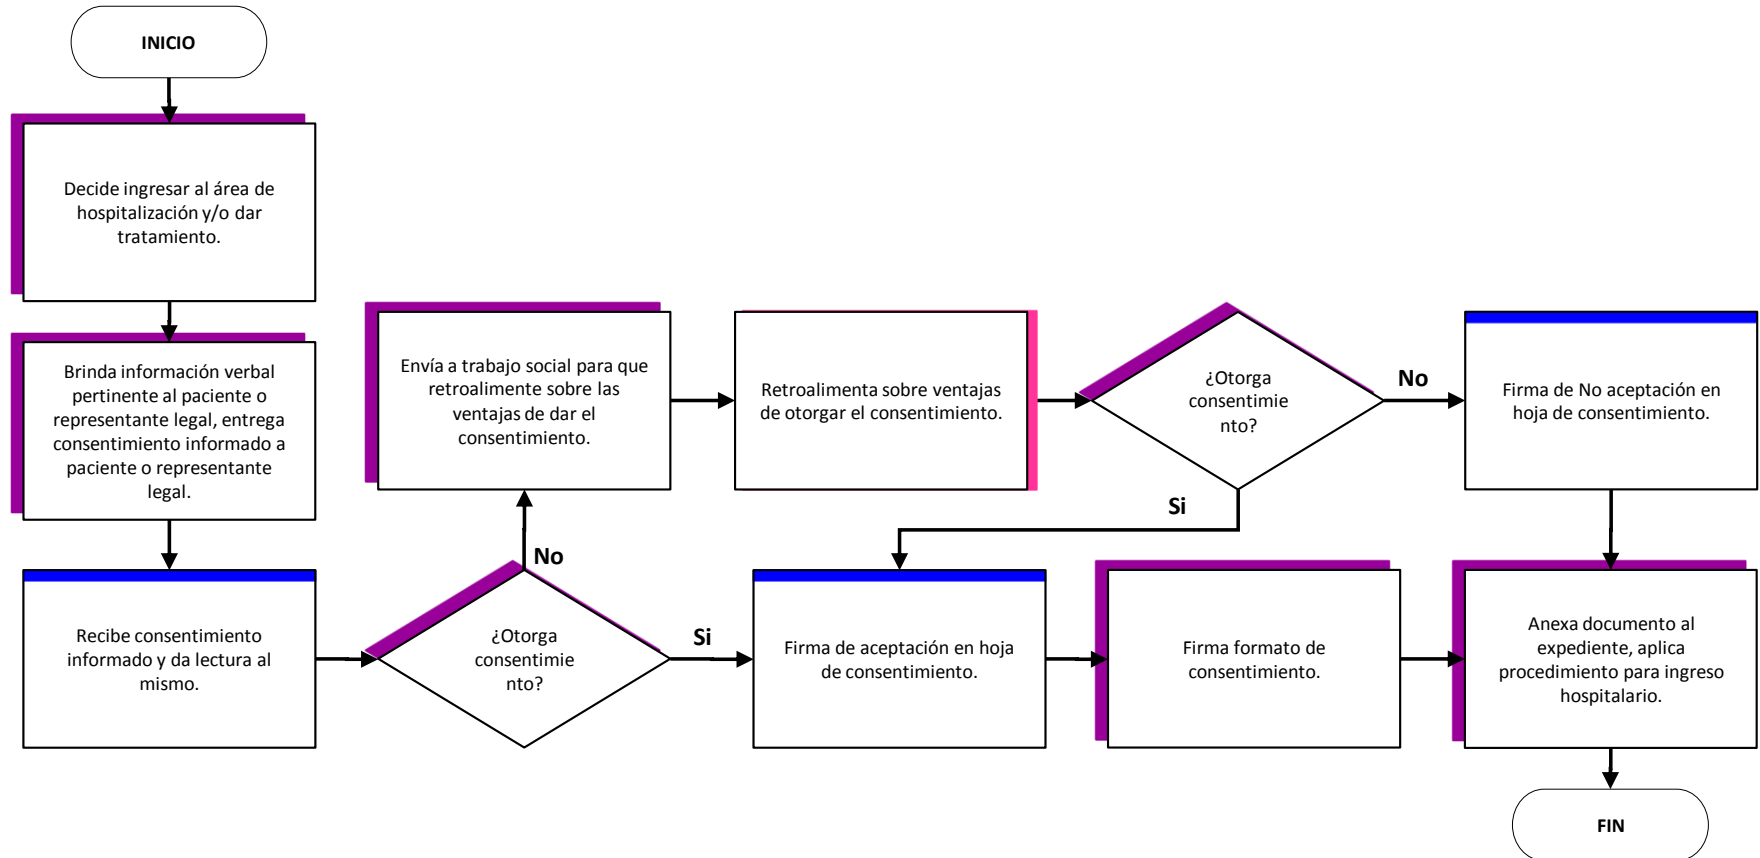 INICIO
Decide ingresar al área de
hospitalización y/o dar
tratamiento.
Brinda información verbal
pertinente al paciente o
representante legal, entrega
consentimiento informado a
paciente o representante
legal.
Recibe consentimiento
informado y da lectura al
mismo.
¿Otorga
consentimie
nto?
No
Si
Envía a trabajo social para que
retroalimente sobre las
ventajas de dar el
consentimiento.
Retroalimenta sobre ventajas
de otorgar el consentimiento.
¿Otorga
consentimie
nto?
No
Si
Firma de No aceptación en
hoja de consentimiento.
Firma de aceptación en hoja
de consentimiento.
Firma formato de
consentimiento.
Anexa documento al
expediente, aplica
procedimiento para ingreso
hospitalario.
FIN